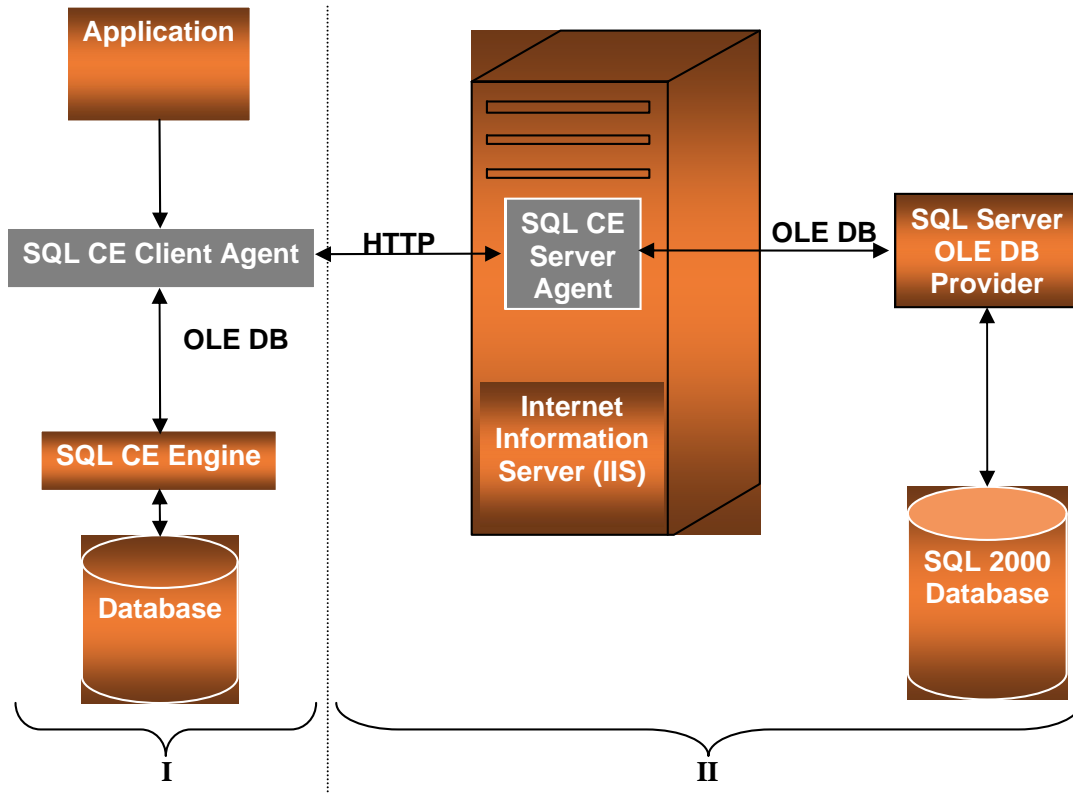 Application
SQL CE Client Agent
OLE DB
SQL CE Engine
Database
I
HTTP
SQL CE
Server
Agent
Internet
Information
Server (IIS)
OLE DB
SQL Server
OLE DB
Provider
SQL 2000
Database
II